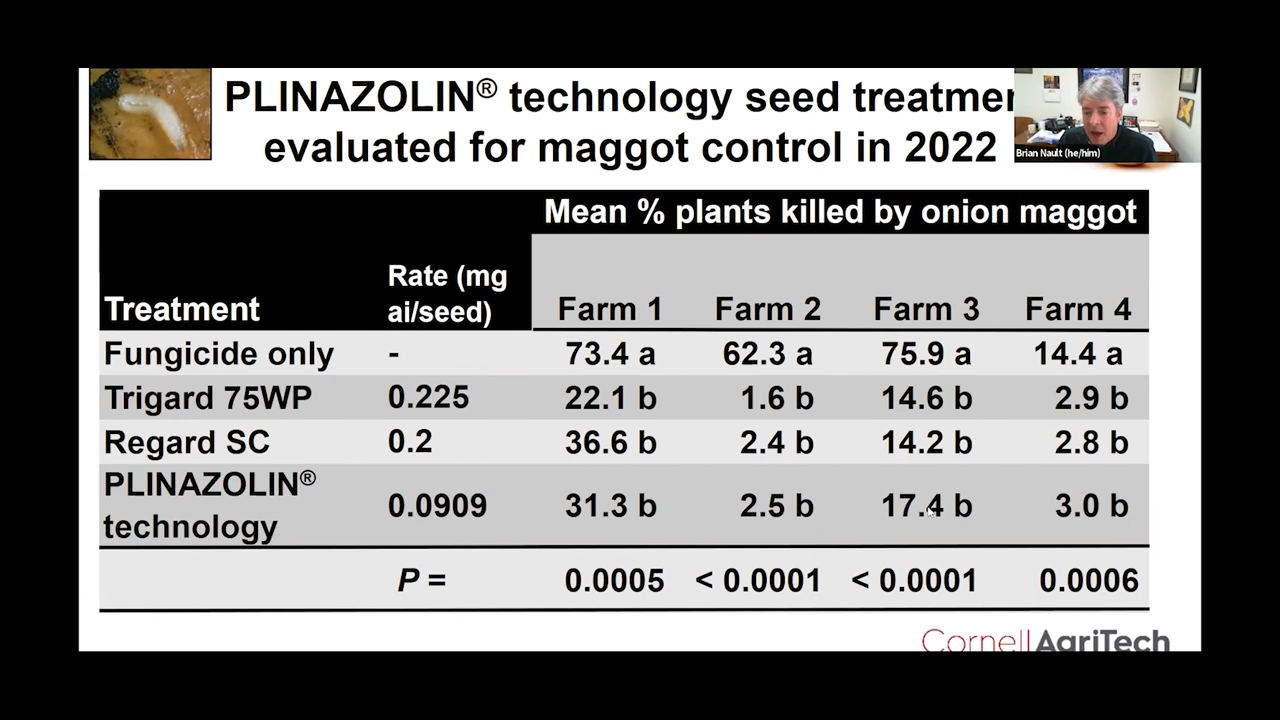 PLINAZOLIN® technology seed treatmen
evaluated for maggot control in 2022
Brian Nault (he/him)
Mean % plants killed by onion maggot
Treatment Rate (mg ai/seed) Farm 1 Farm 2 Farm 3 Farm 4
Fungicide only - 73.4 a 62.3 a 75.9 a 14.4 a
Trigard 75WP 0.225 22.1 b 1.6 b 14.6 b 2.9 b
Regard SC 0.2 36.6 b 2.4 b 14.2 b 2.8 b
PLINAZOLIN® technology 0.0909 31.3 b 2.5 b 17.4 b 3.0 b
P = 0.0005 < 0.0001 < 0.0001 0.0006
CornellAgriTech